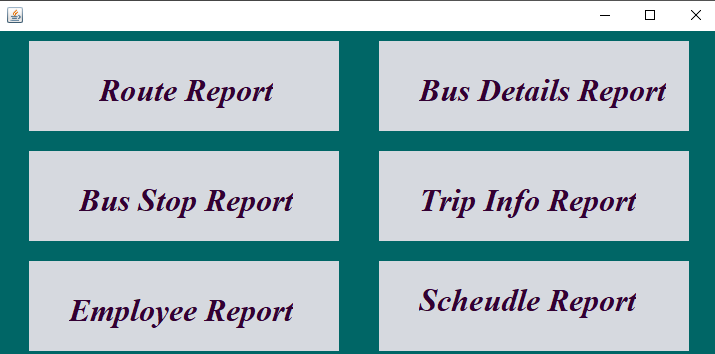 Route Report
Bus Details Report
Bus Stop Report
Trip Info Report
Employee Report
Scheudle Report